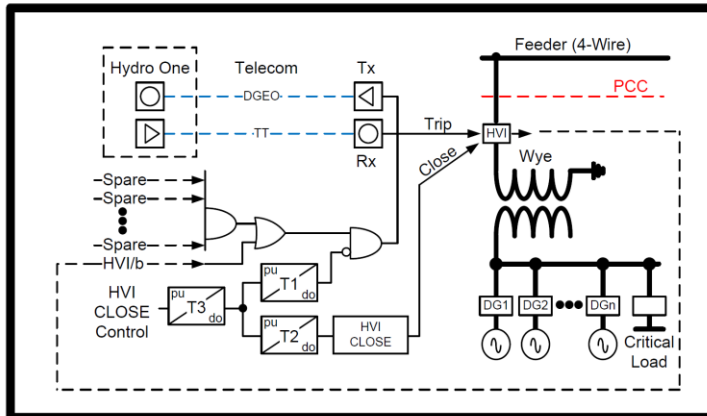 Feeder (4-Wire)
Hydro One
Telecom
Tx
DGEO
PCC
TT
Trip
HVI
Rx
Close
Wye
Spare
Spare
Spare
HVI/b
HVI
CLOSE
Control
pu
T3
do
pu
T1
do
pu
T2
do
HVI
CLOSE
DG1
DG2
DGn
Critical
Load